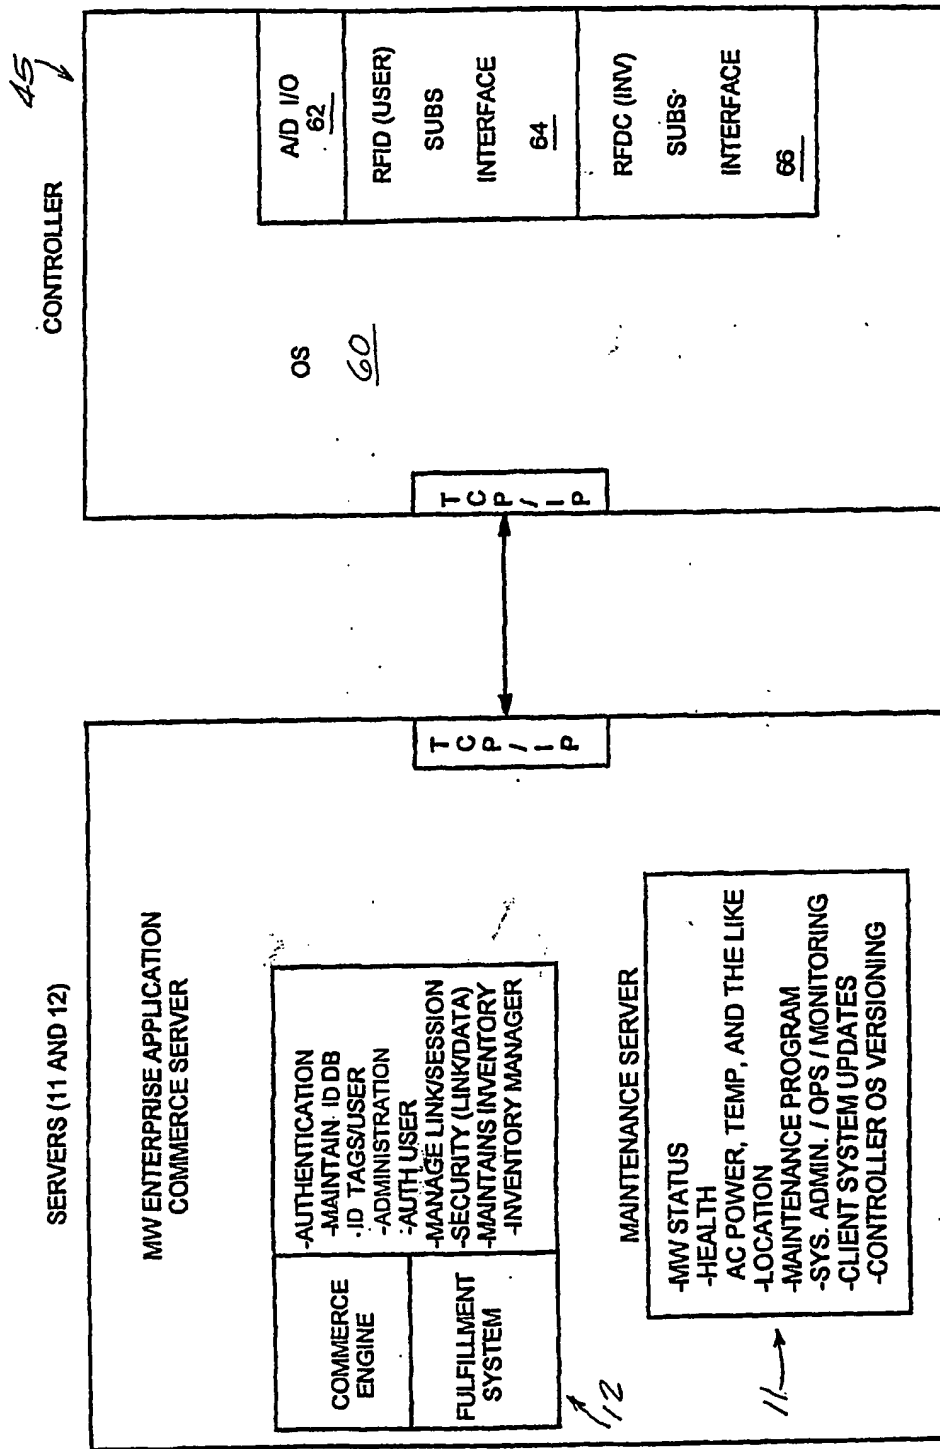 SERVERS (11 AND 12)
MW ENTERPRISE APPLICATION
COMMERCE SERVER
COMMERCE
ENGINE
FULFILLMENT
SYSTEM
-AUTHENTICATION
-MAINTAIN ID DB
-ID TAGS/USER
-ADMINISTRATION
-AUTH USER
-MANAGE LINK/SESSION
-SECURITY (LINK/DATA)
-MAINTAINS INVENTORY
-INVENTORY MANAGER
12
MAINTENANCE SERVER
-MW STATUS
-HEALTH
AC POWER, TEMP, AND THE LIKE
-LOCATION
-MAINTENANCE PROGRAM
-SYS. ADMIN. / OPS / MONITORING
-CLIENT SYSTEM UPDATES
-CONTROLLER OS VERSIONING
11
TCP/IP
TCP/IP
CONTROLLER
45
OS
60
A/D I/O
62
RFID (USER)
SUBS
INTERFACE
64
RFDC (INV)
SUBS
INTERFACE
66